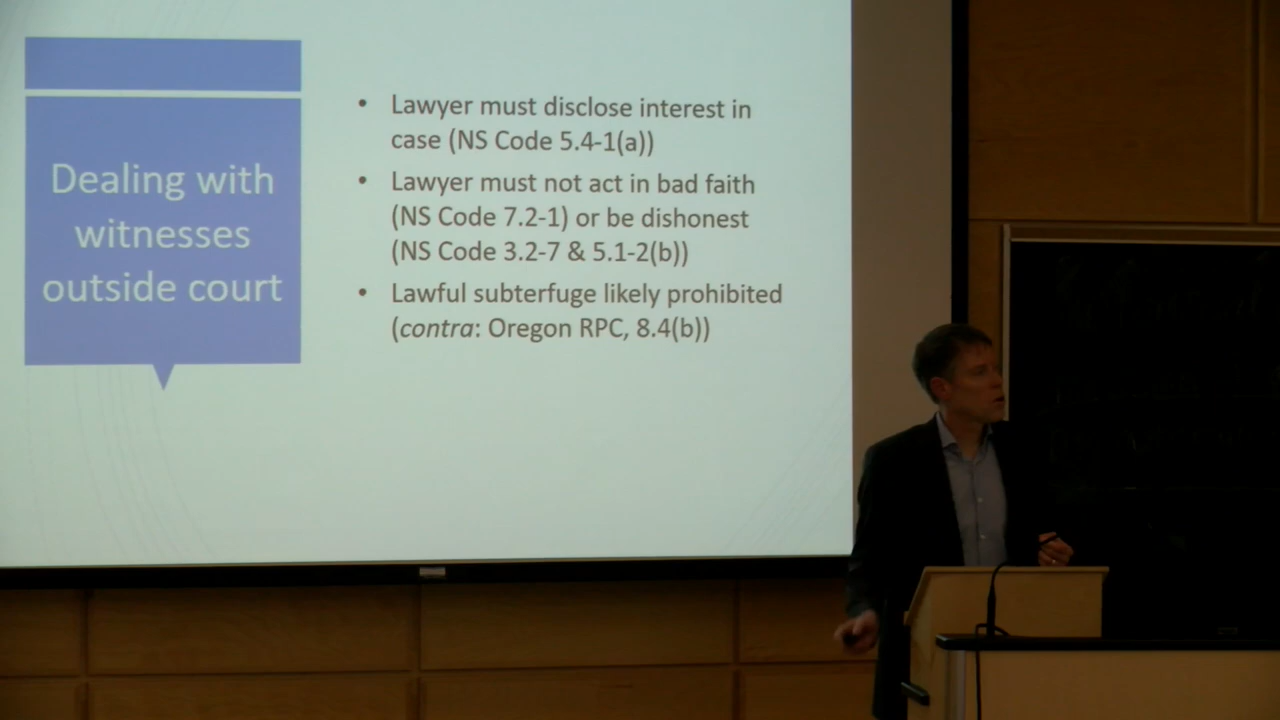 Dealing with
witnesses
outside court
• Lawyer must disclose interest in
case (NS Code 5.4-1(a))
• Lawyer must not act in bad faith
(NS Code 7.2-1) or be dishonest
(NS Code 3.2-7 & 5.1-2(b))
• Lawful subterfuge likely prohibited
(contra: Oregon RPC, 8.4(b))